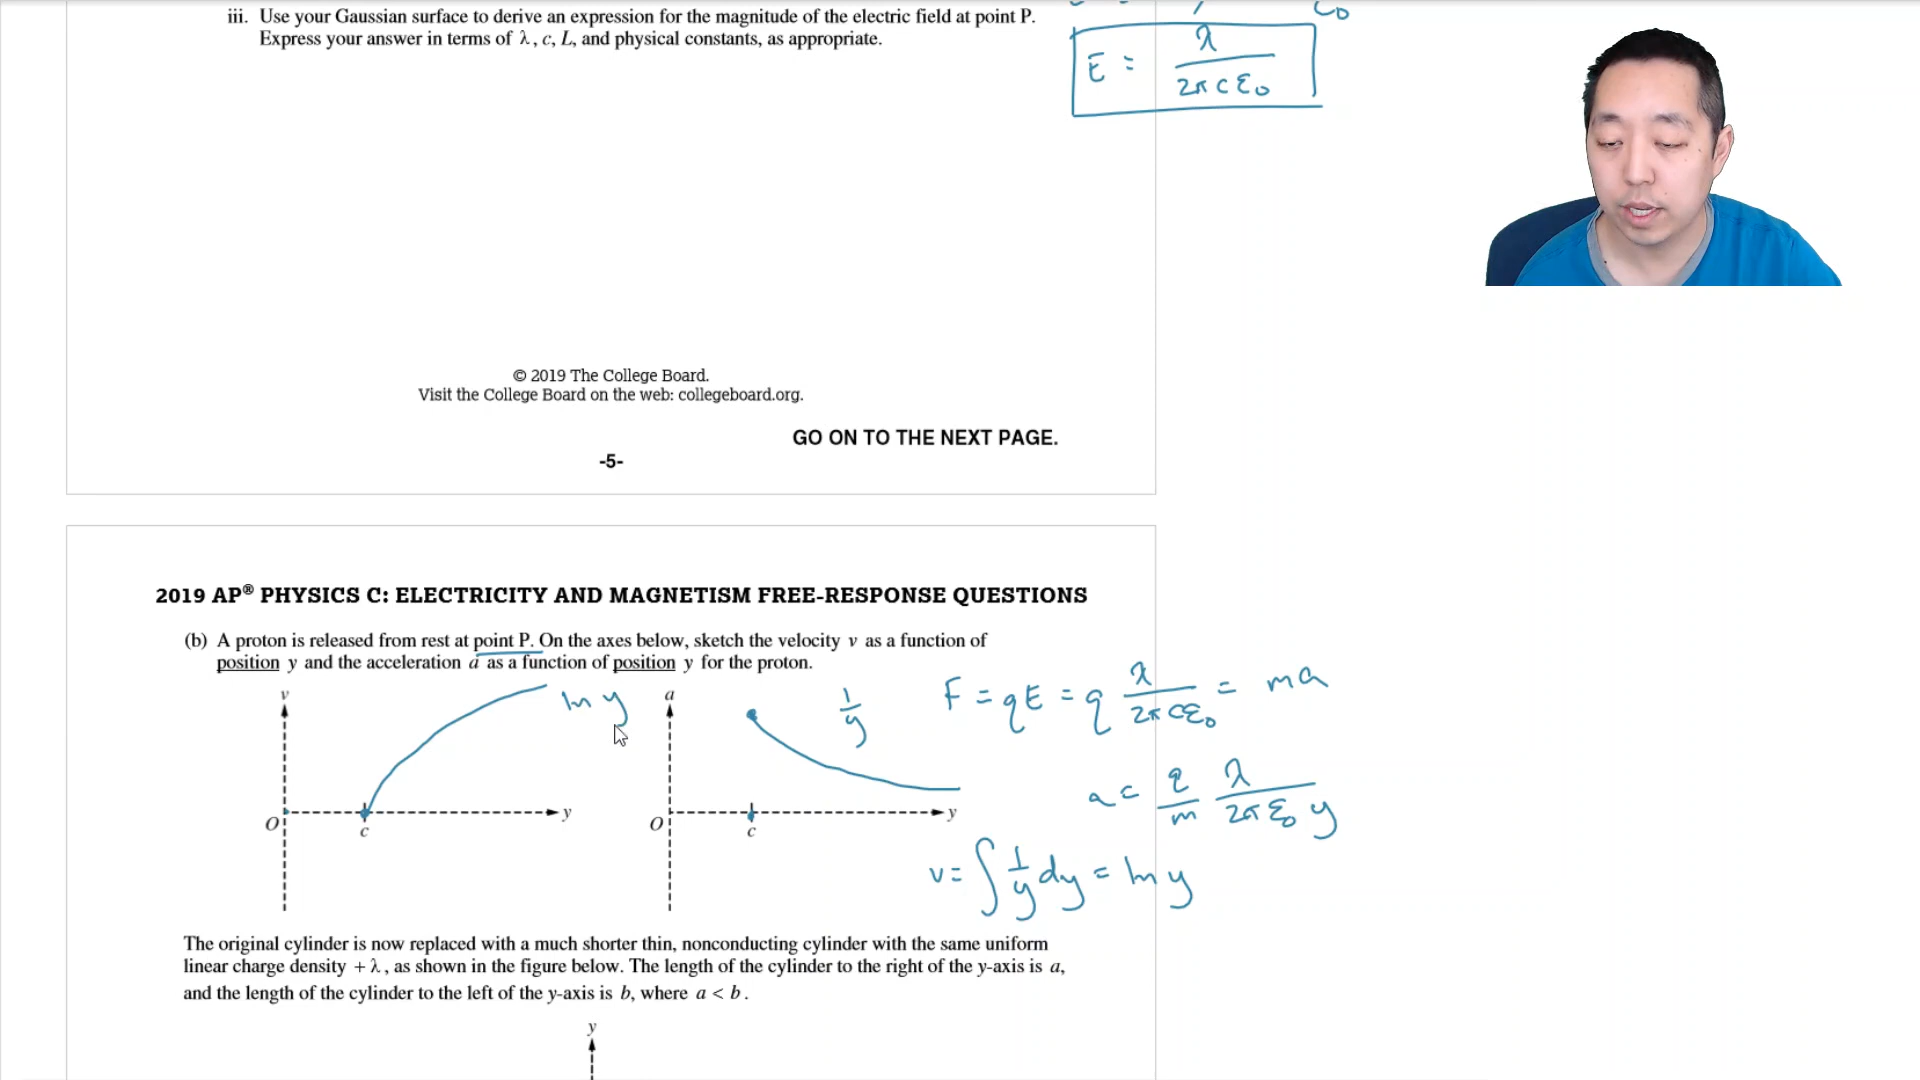 iii. Use your Gaussian surface to derive an expression for the magnitude of the electric field at point P.
Express your answer in terms of λ, c, L, and physical constants, as appropriate.
ε0
E = λ / 2π c ε0
© 2019 The College Board.
Visit the College Board on the web: collegeboard.org.
GO ON TO THE NEXT PAGE.
-5-
2019 AP® PHYSICS C: ELECTRICITY AND MAGNETISM FREE-RESPONSE QUESTIONS
(b) A proton is released from rest at point P. On the axes below, sketch the velocity v as a function of
position y and the acceleration a as a function of position y for the proton.
v
ln y
y
O
c
a
1/y
y
O
c
F = qE = q λ / 2π c ε0 = ma
a = q/m λ / 2π ε0 y
v = ∫ 1/y dy = ln y
The original cylinder is now replaced with a much shorter thin, nonconducting cylinder with the same uniform
linear charge density + λ, as shown in the figure below. The length of the cylinder to the right of the y-axis is a,
and the length of the cylinder to the left of the y-axis is b, where a < b.
y